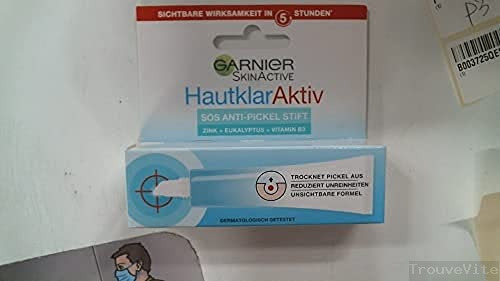 SICHTBARE WIRKSAMKEIT IN 5 STUNDEN*
GARNIER
SKINACTIVE
HautklarAktiv
SOS ANTI-PICKEL STIFT
ZINK + EUKALYPTUS + VITAMIN B3
TROCKNET PICKEL AUS
REDUZIERT UNREINHEITEN
UNSICHTBARE FORMEL
DERMATOLOGISCH GETESTET
P3
TrouveVite